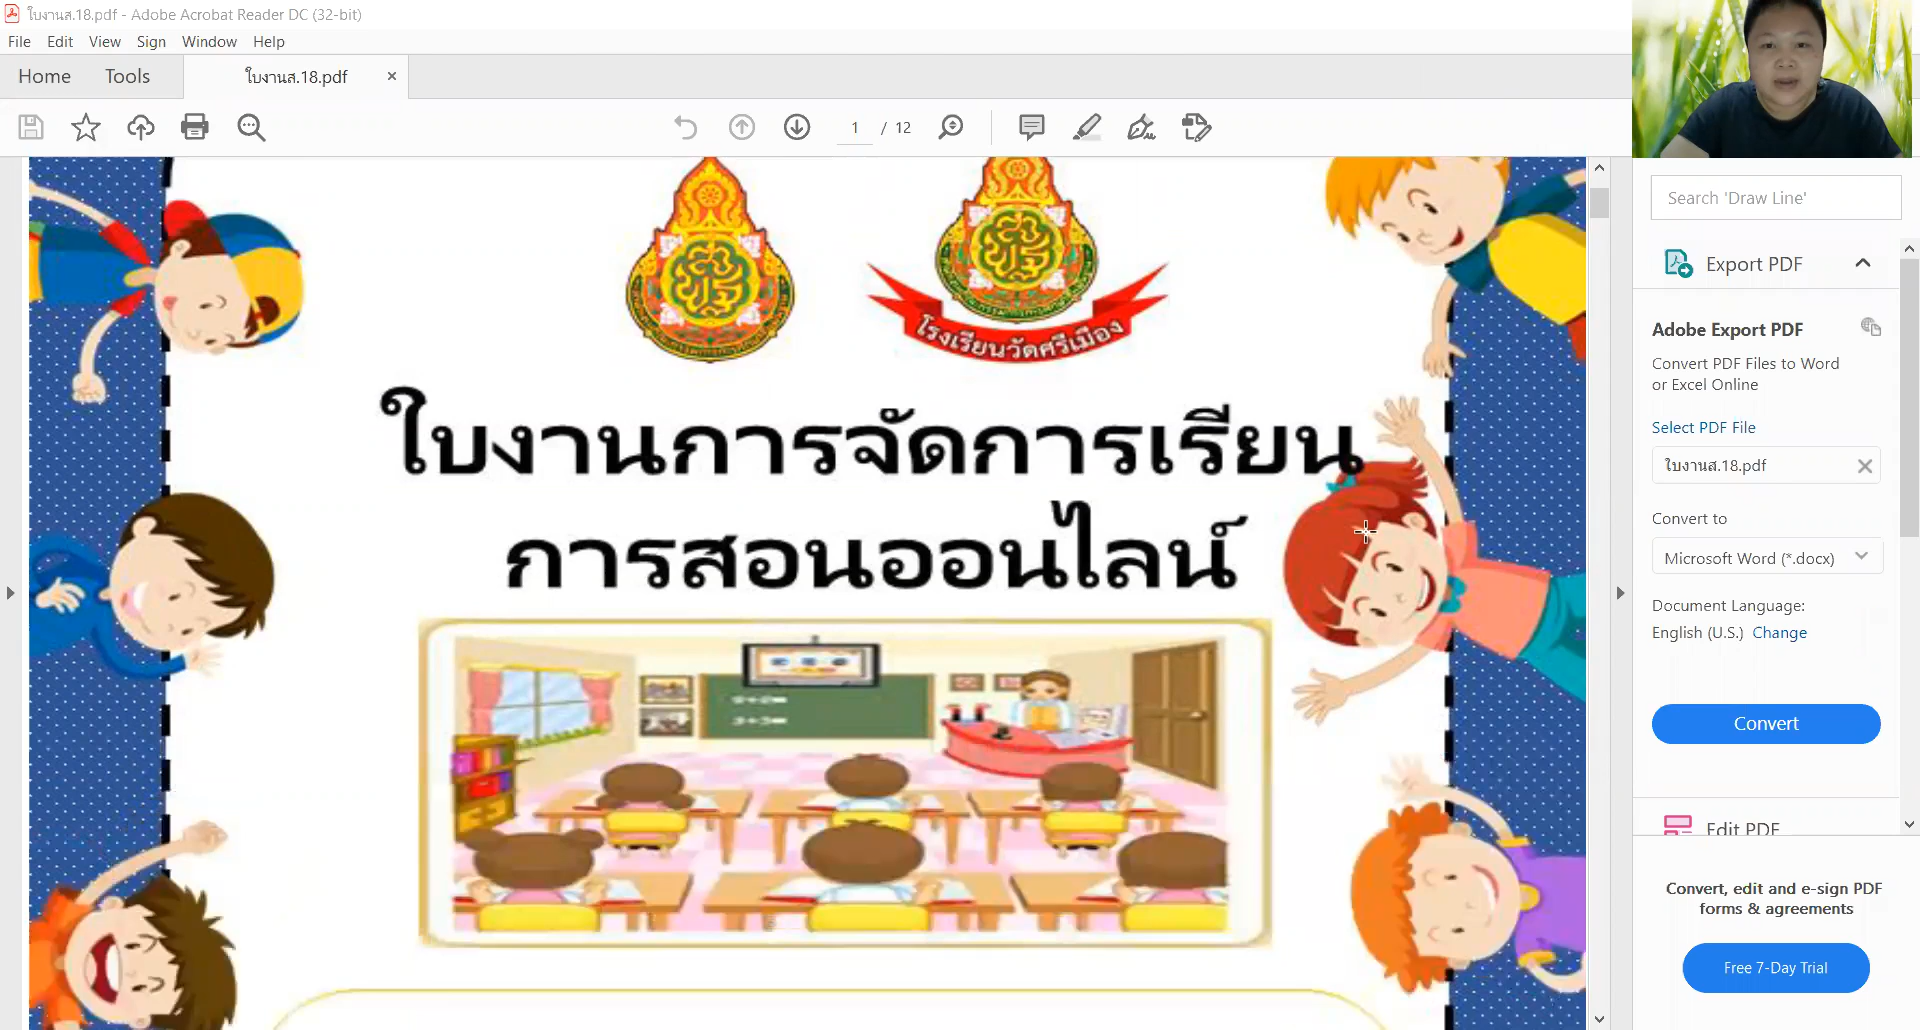 ใบงานส.18.pdf - Adobe Acrobat Reader DC (32-bit)
File Edit View Sign Window Help
Home Tools ใบงานส.18.pdf
1 / 12
โรงเรียนวัดศรีเมือง
ใบงานการจัดการเรียน
การสอนออนไลน์
Search 'Draw Line'
Export PDF
Adobe Export PDF
Convert PDF Files to Word
or Excel Online
Select PDF File
ใบงานส.18.pdf
Convert to
Microsoft Word (*.docx)
Document Language:
English (U.S.) Change
Convert
Edit PDF
Convert, edit and e-sign PDF
forms & agreements
Free 7-Day Trial